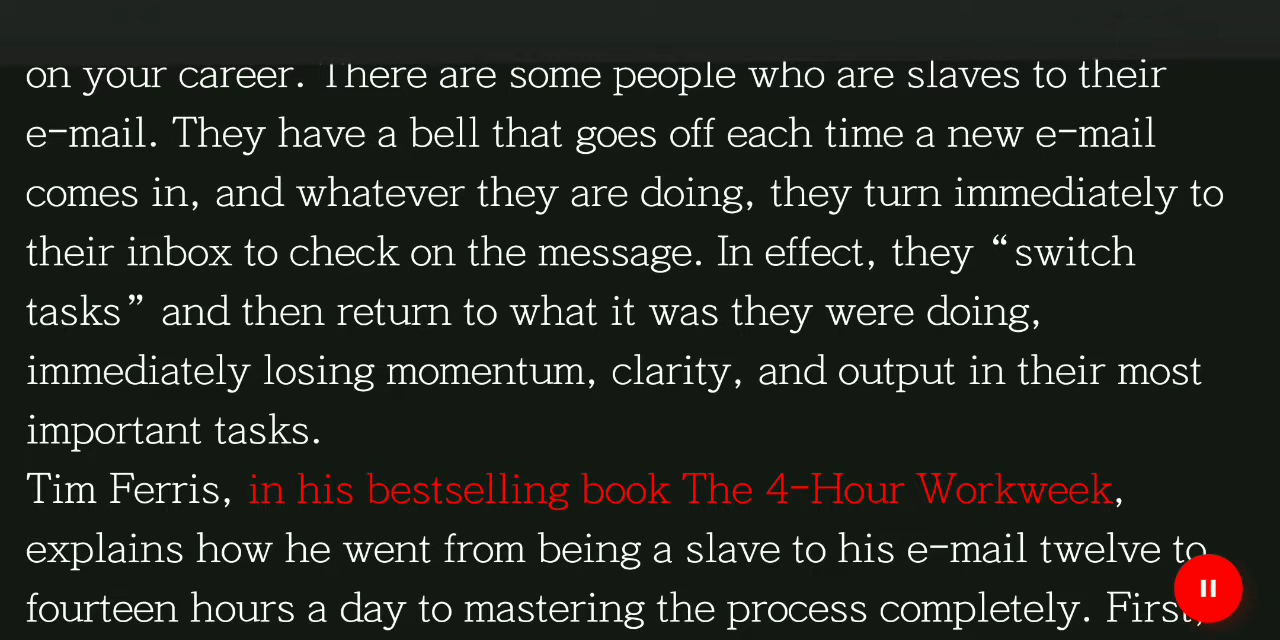 on your career. There are some people who are slaves to their
e-mail. They have a bell that goes off each time a new e-mail
comes in, and whatever they are doing, they turn immediately to
their inbox to check on the message. In effect, they “switch
tasks” and then return to what it was they were doing,
immediately losing momentum, clarity, and output in their most
important tasks.
Tim Ferris, in his bestselling book The 4-Hour Workweek,
explains how he went from being a slave to his e-mail twelve to
fourteen hours a day to mastering the process completely. First,